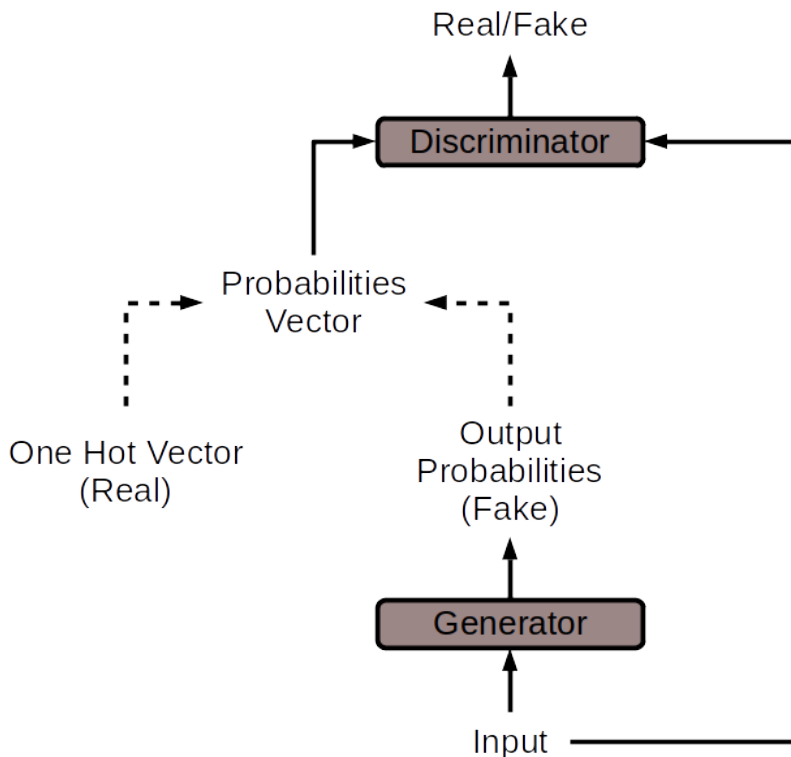 Real/Fake
Discriminator
Probabilities
Vector
One Hot Vector
(Real)
Output
Probabilities
(Fake)
Generator
Input